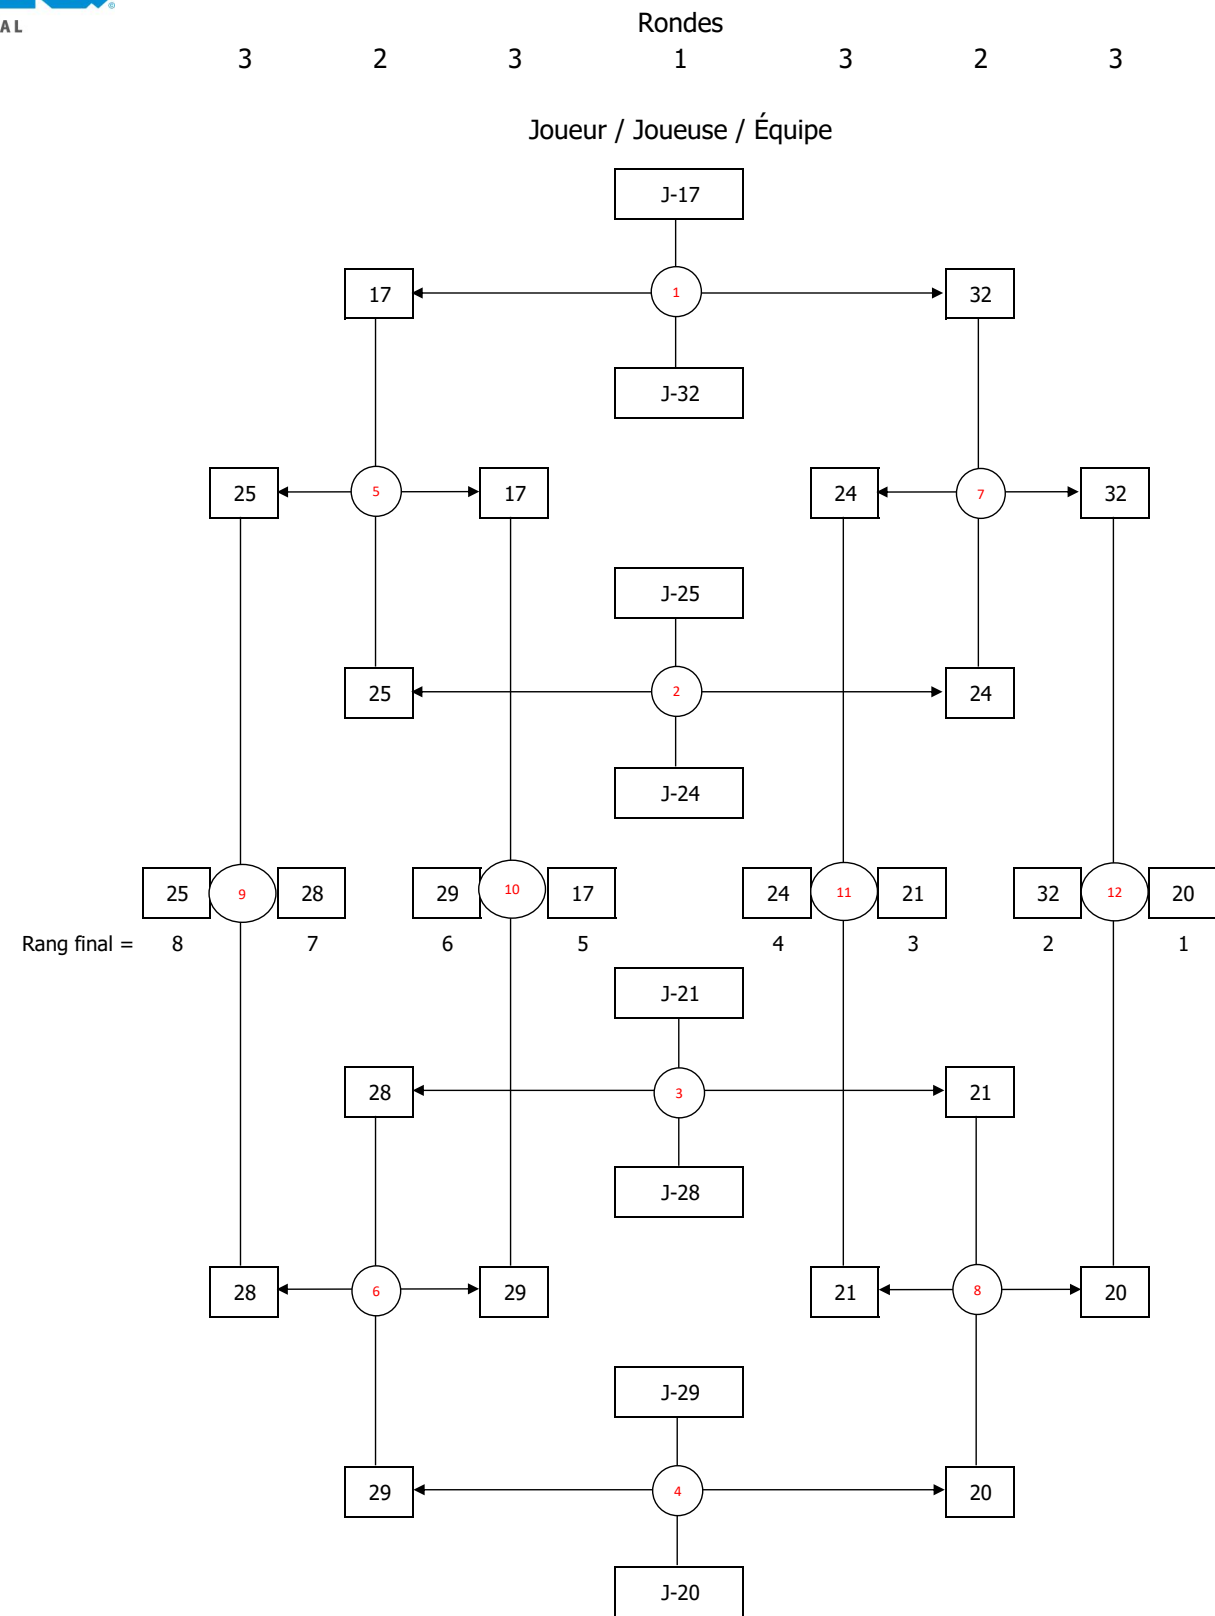 AL
Rondes
3 2 3 1 3 2 3
Joueur / Joueuse / Équipe
J-17
17 1 32
J-32
25 5 17 24 7 32
J-25
25 2 24
J-24
25 9 28 29 10 17 24 11 21 32 12 20
Rang final = 8 7 6 5 4 3 2 1
J-21
28 3 21
J-28
28 6 29 21 8 20
J-29
29 4 20
J-20